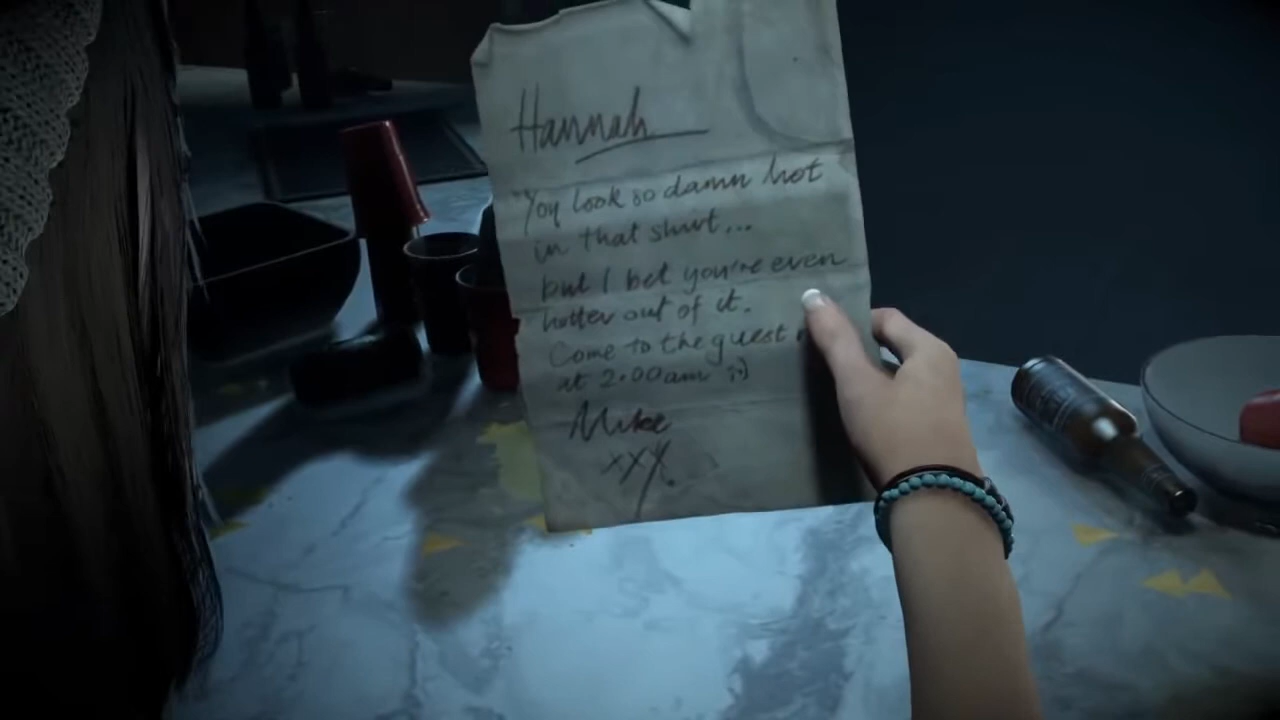 Hannah
"You look so damn hot
in that shirt...
but I bet you're even
hotter out of it.
Come to the guest
at 2.00am ;)
Mike
xxx.